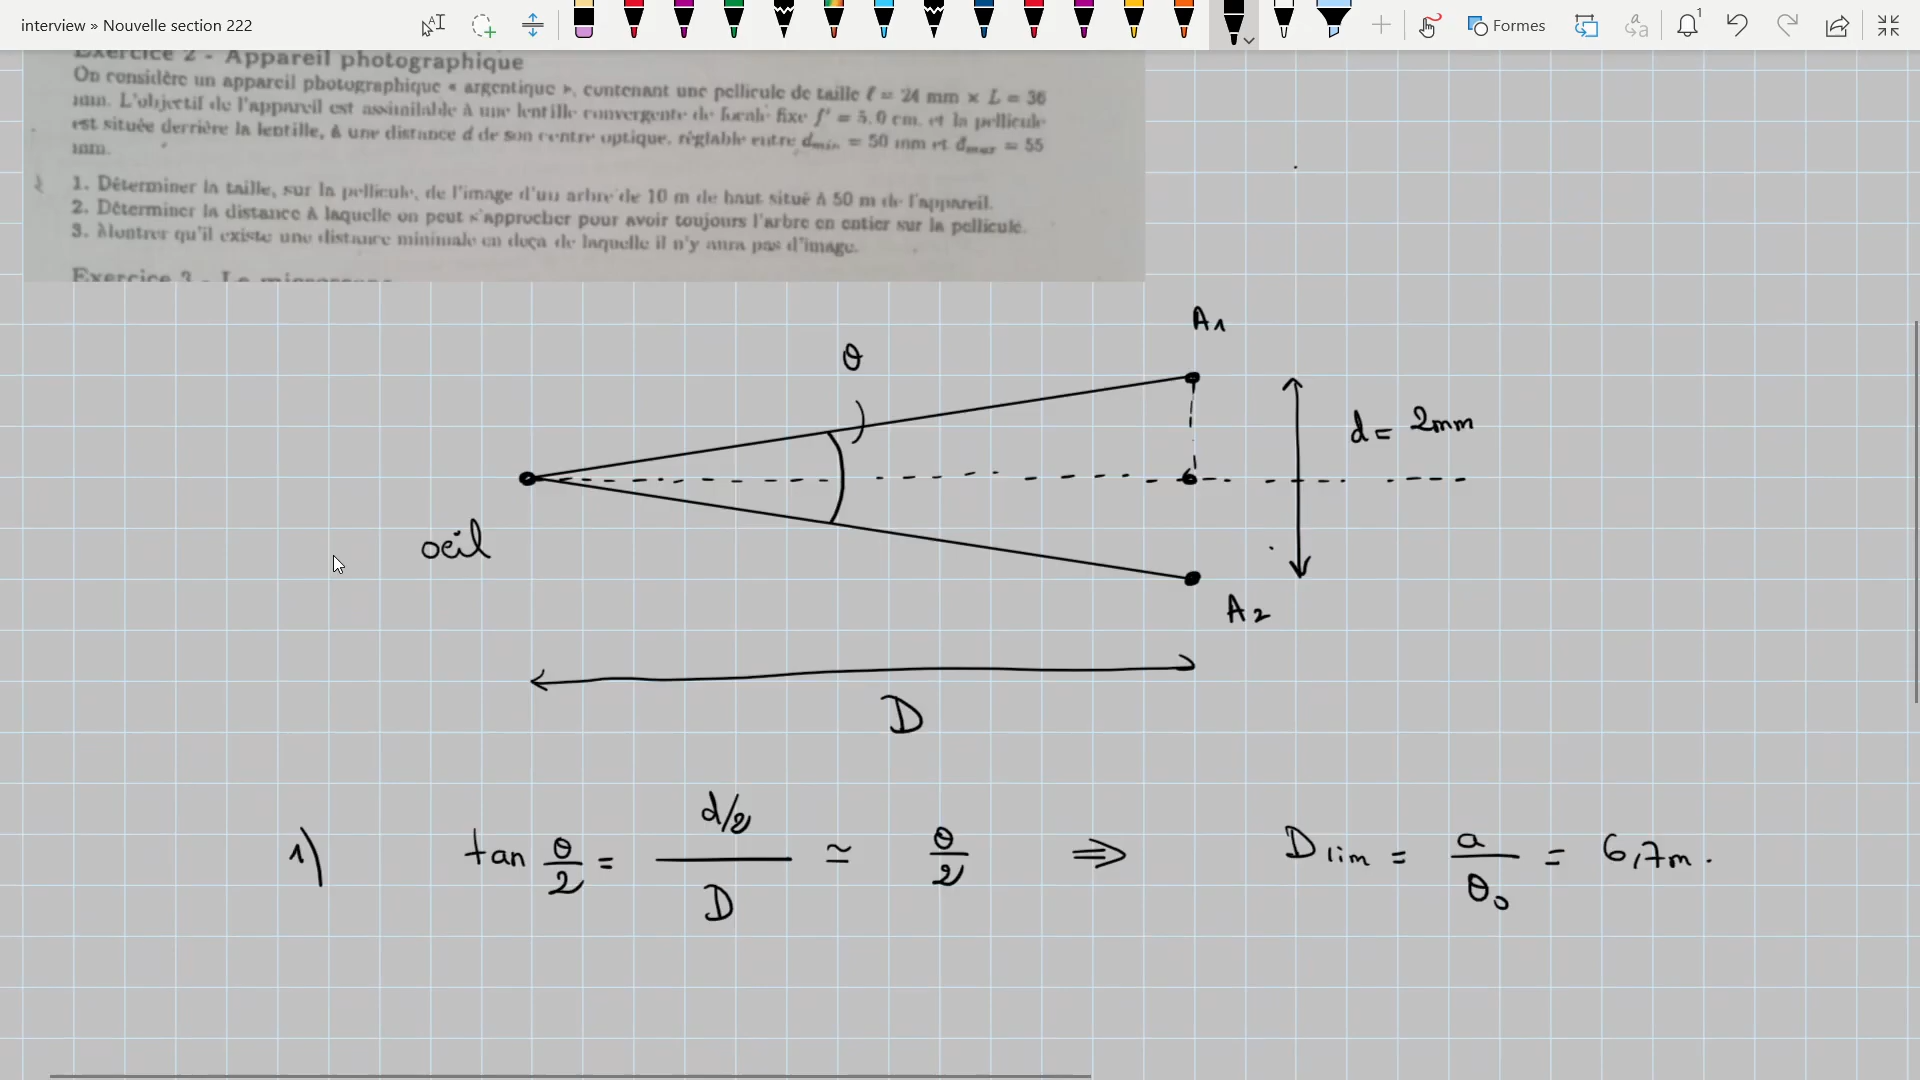 interview » Nouvelle section 222
Formes
1
Exercice 2 - Appareil photographique
On considère un appareil photographique « argentique », contenant une pellicule de taille ℓ = 24 mm × L = 36
mm. L'objectif de l'appareil est assimilable à une lentille convergente de focale fixe f' = 5.0 cm, et la pellicule
est située derrière la lentille, à une distance d de son centre optique, réglable entre dmin = 50 mm et dmax = 55
mm.
1. Déterminer la taille, sur la pellicule, de l'image d'un arbre de 10 m de haut situé à 50 m de l'appareil.
2. Déterminer la distance à laquelle on peut s'approcher pour avoir toujours l'arbre en entier sur la pellicule.
3. Montrer qu'il existe une distance minimale en deça de laquelle il n'y aura pas d'image.
Exercice 3 - Le microscope
A1
θ
d = 2mm
oeil
A2
D
1) tan θ/2 = (d/2)/D ≃ θ/2 ⇒ Dlim = a/θ0 = 6,7m.